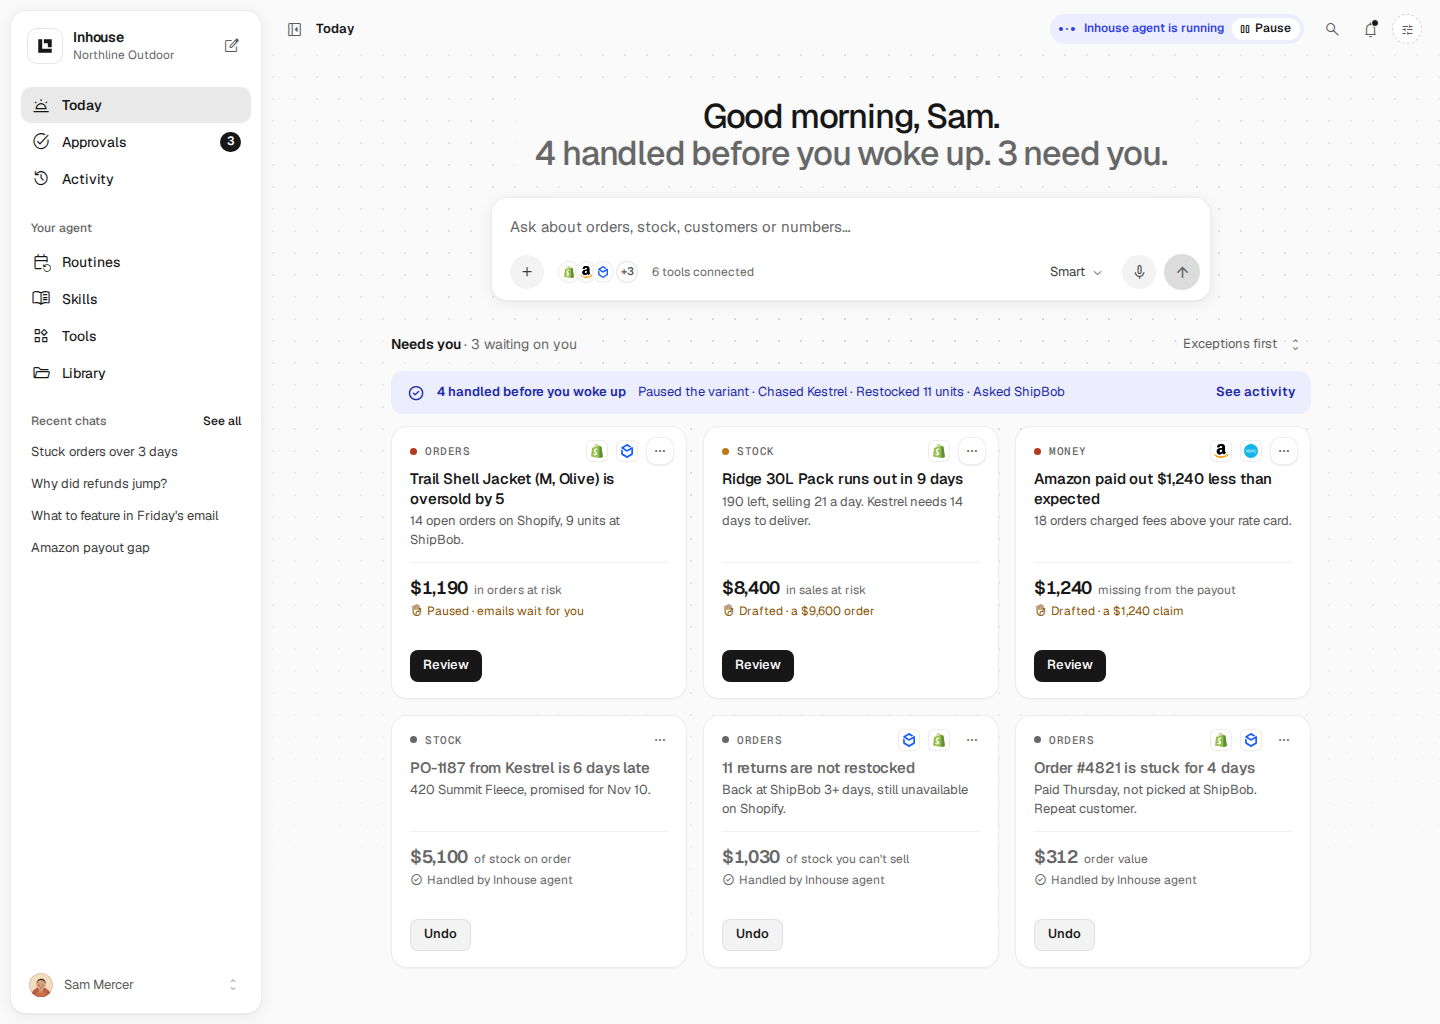 Inhouse
Northline Outdoor
Today
Approvals 3
Activity
Your agent
Routines
Skills
Tools
Library
Recent chats See all
Stuck orders over 3 days
Why did refunds jump?
What to feature in Friday's email
Amazon payout gap
Sam Mercer
Today
Inhouse agent is running Pause
Good morning, Sam.
4 handled before you woke up. 3 need you.
Ask about orders, stock, customers or numbers...
+3 6 tools connected Smart
Needs you · 3 waiting on you Exceptions first
4 handled before you woke up Paused the variant · Chased Kestrel · Restocked 11 units · Asked ShipBob See activity
ORDERS
Trail Shell Jacket (M, Olive) is
oversold by 5
14 open orders on Shopify, 9 units at
ShipBob.
$1,190 in orders at risk
Paused · emails wait for you
Review
STOCK
Ridge 30L Pack runs out in 9 days
190 left, selling 21 a day. Kestrel needs 14
days to deliver.
$8,400 in sales at risk
Drafted · a $9,600 order
Review
MONEY
Amazon paid out $1,240 less than
expected
18 orders charged fees above your rate card.
$1,240 missing from the payout
Drafted · a $1,240 claim
Review
STOCK
PO-1187 from Kestrel is 6 days late
420 Summit Fleece, promised for Nov 10.
$5,100 of stock on order
Handled by Inhouse agent
Undo
ORDERS
11 returns are not restocked
Back at ShipBob 3+ days, still unavailable
on Shopify.
$1,030 of stock you can't sell
Handled by Inhouse agent
Undo
ORDERS
Order #4821 is stuck for 4 days
Paid Thursday, not picked at ShipBob.
Repeat customer.
$312 order value
Handled by Inhouse agent
Undo